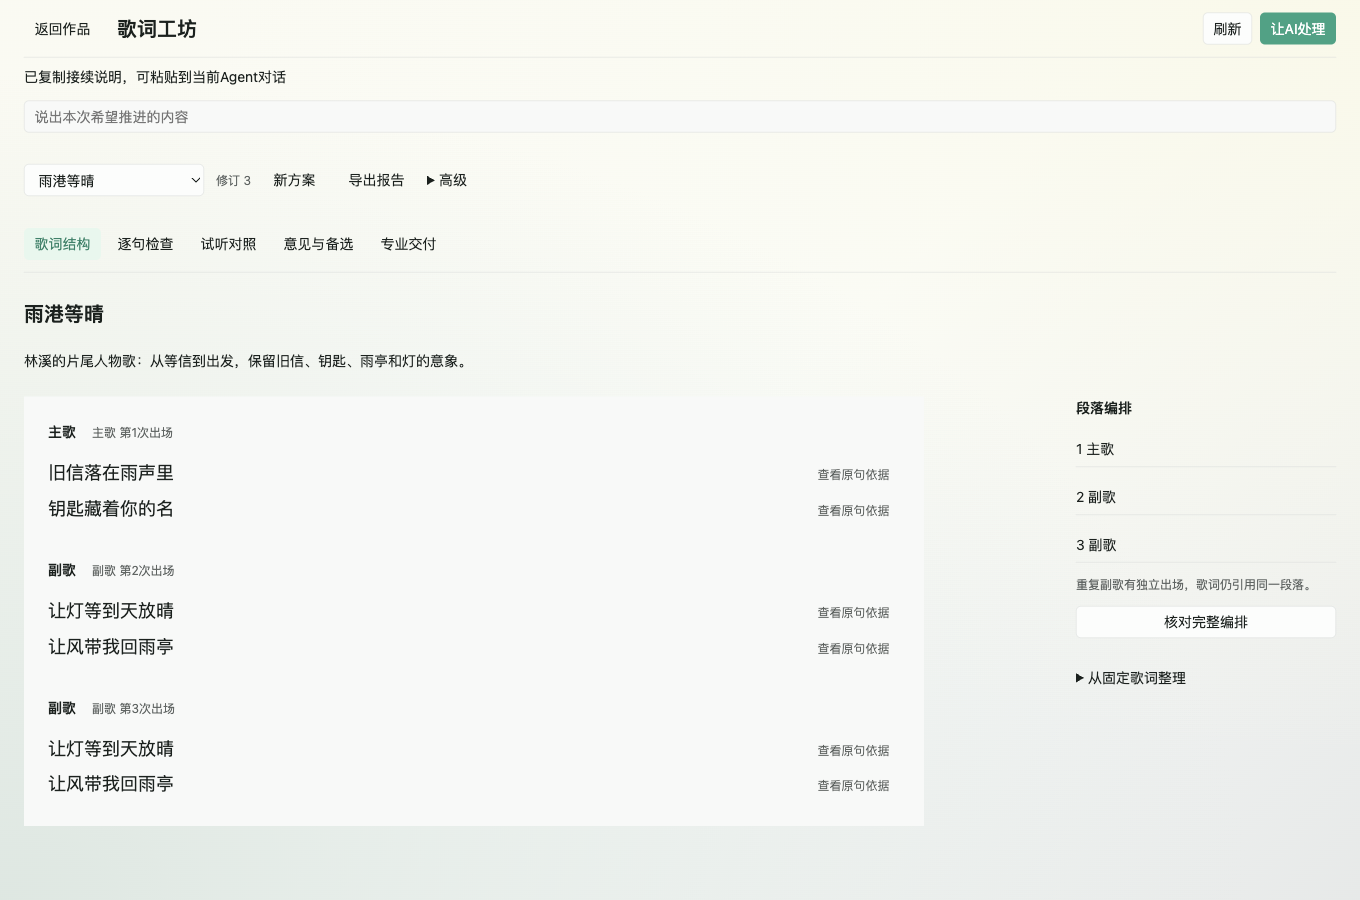 返回作品
歌词工坊
刷新
让AI处理
已复制接续说明，可粘贴到当前Agent对话
说出本次希望推进的内容
雨港等晴
修订 3
新方案
导出报告
▶ 高级
歌词结构
逐句检查
试听对照
意见与备选
专业交付
雨港等晴
林溪的片尾人物歌：从等信到出发，保留旧信、钥匙、雨亭和灯的意象。
主歌 主歌 第1次出场
旧信落在雨声里 查看原句依据
钥匙藏着你的名 查看原句依据
副歌 副歌 第2次出场
让灯等到天放晴 查看原句依据
让风带我回雨亭 查看原句依据
副歌 副歌 第3次出场
让灯等到天放晴 查看原句依据
让风带我回雨亭 查看原句依据
段落编排
1 主歌
2 副歌
3 副歌
重复副歌有独立出场，歌词仍引用同一段落。
核对完整编排
▶ 从固定歌词整理